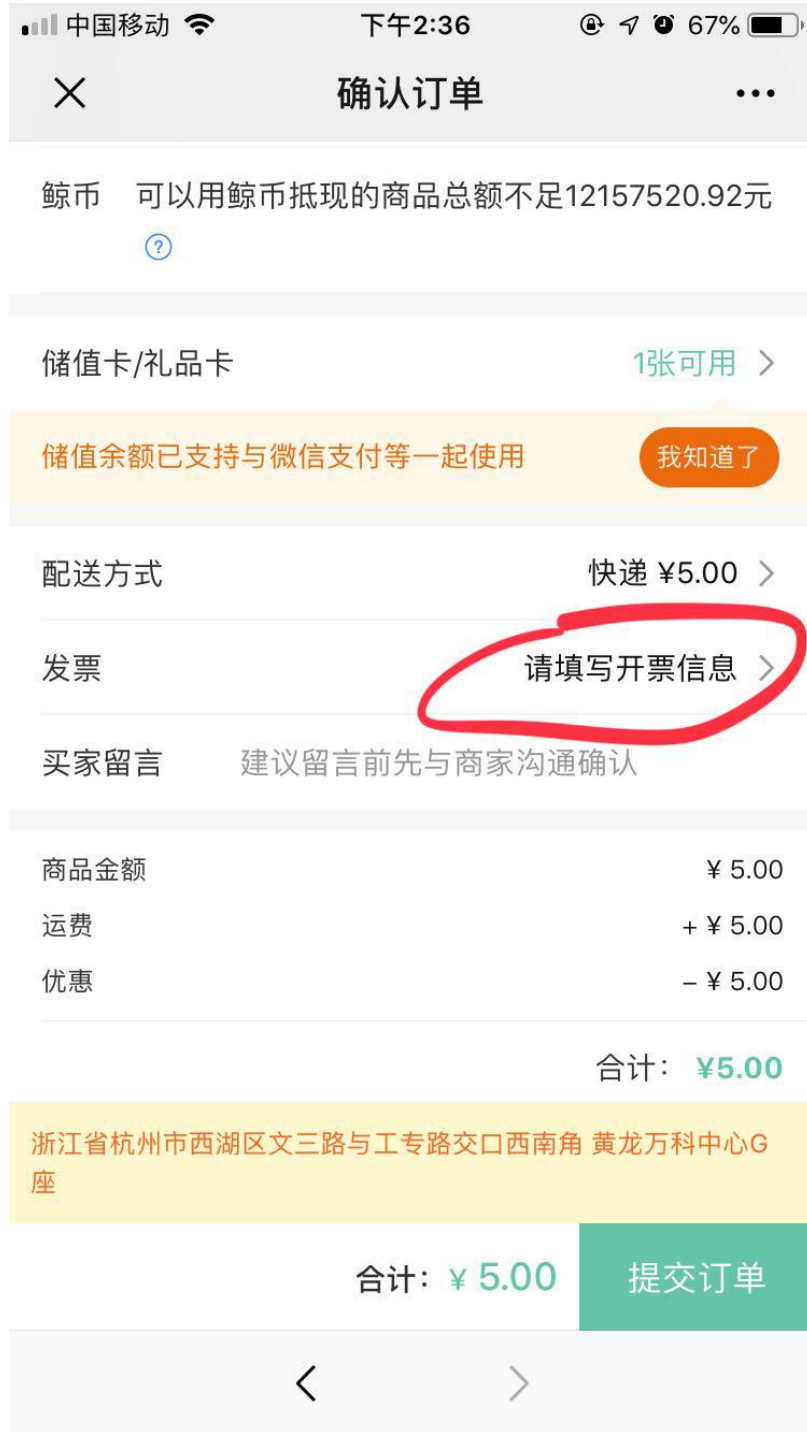 中国移动 下午2:36 67%
确认订单
鲸币 可以用鲸币抵现的商品总额不足12157520.92元
?
储值卡/礼品卡 1张可用
储值余额已支持与微信支付等一起使用 我知道了
配送方式 快递 ¥5.00
发票 请填写开票信息
买家留言 建议留言前先与商家沟通确认
商品金额 ¥ 5.00
运费 + ¥ 5.00
优惠 – ¥ 5.00
合计： ¥5.00
浙江省杭州市西湖区文三路与工专路交口西南角 黄龙万科中心G
座
合计：¥ 5.00 提交订单